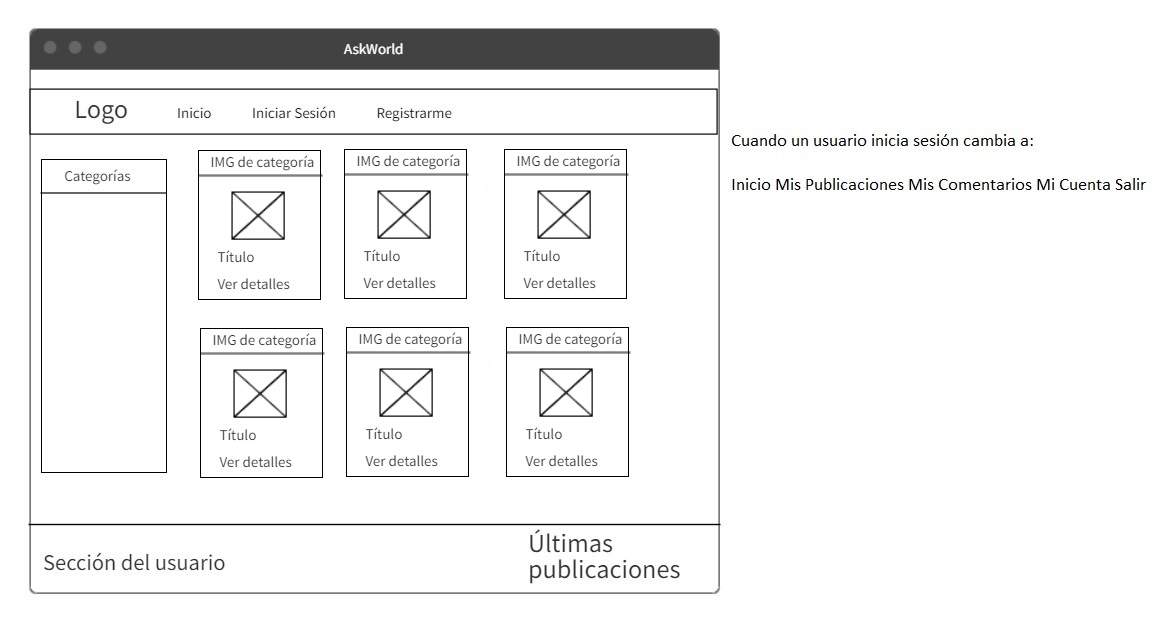 AskWorld
Logo Inicio Iniciar Sesión Registrarme
Cuando un usuario inicia sesión cambia a:
Inicio Mis Publicaciones Mis Comentarios Mi Cuenta Salir
Categorías
IMG de categoría
Título
Ver detalles
IMG de categoría
Título
Ver detalles
IMG de categoría
Título
Ver detalles
IMG de categoría
Título
Ver detalles
IMG de categoría
Título
Ver detalles
IMG de categoría
Título
Ver detalles
Sección del usuario
Últimas
publicaciones